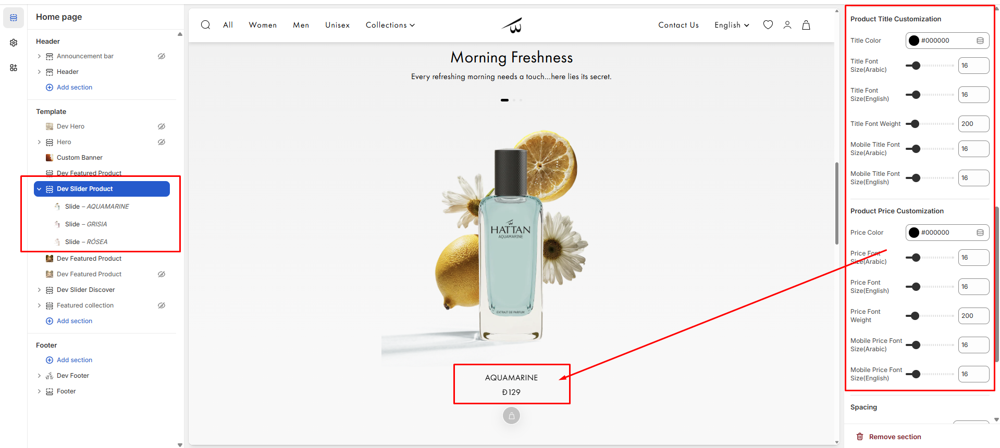 Home page
Header
Announcement bar
Header
Add section
Template
Dev Hero
Hero
Custom Banner
Dev Featured Product
Dev Slider Product
Slide – AQUAMARINE
Slide – GRISIA
Slide – RÓSEA
Dev Featured Product
Dev Featured Product
Dev Slider Discover
Featured collection
Add section
Footer
Add section
Dev Footer
Footer
All Women Men Unisex Collections
Contact Us English
Morning Freshness
Every refreshing morning needs a touch...here lies its secret.
HATTAN
AQUAMARINE
EXTRAIT DE PARFUM
AQUAMARINE
Đ129
Product Title Customization
Title Color #000000
Title Font
Size(Arabic) 16
Title Font
Size(English) 16
Title Font Weight 200
Mobile Title Font
Size(Arabic) 16
Mobile Title Font
Size(English) 16
Product Price Customization
Price Color #000000
Price Font
Size(Arabic) 16
Price Font
Size(English) 16
Price Font
Weight 200
Mobile Price Font
Size(Arabic) 16
Mobile Price Font
Size(English) 16
Spacing
Remove section